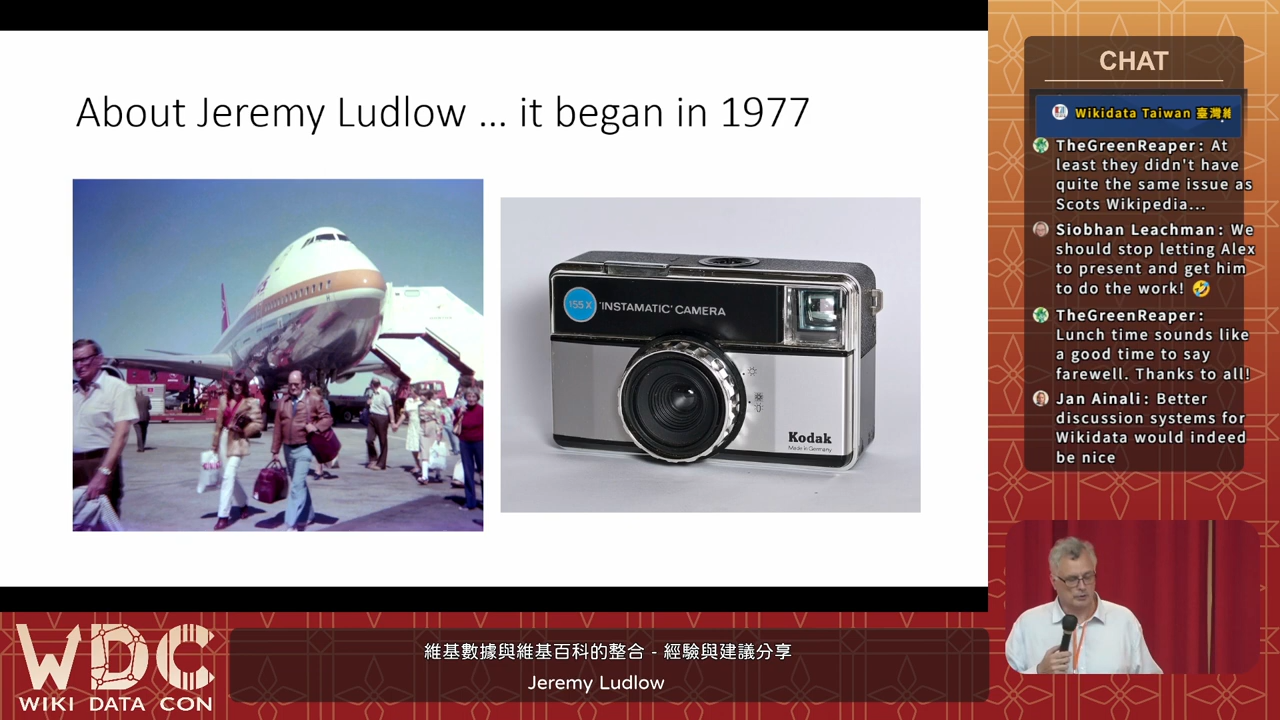 About Jeremy Ludlow ... it began in 1977
155X
'INSTAMATIC' CAMERA
Kodak
Made in Germany
CHAT
Wikidata Taiwan 臺灣維
TheGreenReaper: At
least they didn't have
quite the same issue as
Scots Wikipedia...
Siobhan Leachman: We
should stop letting Alex
to present and get him
to do the work! 🤣
TheGreenReaper:
Lunch time sounds like
a good time to say
farewell. Thanks to all!
Jan Ainali: Better
discussion systems for
Wikidata would indeed
be nice
WDC
WIKI DATA CON
維基數據與維基百科的整合 - 經驗與建議分享
Jeremy Ludlow